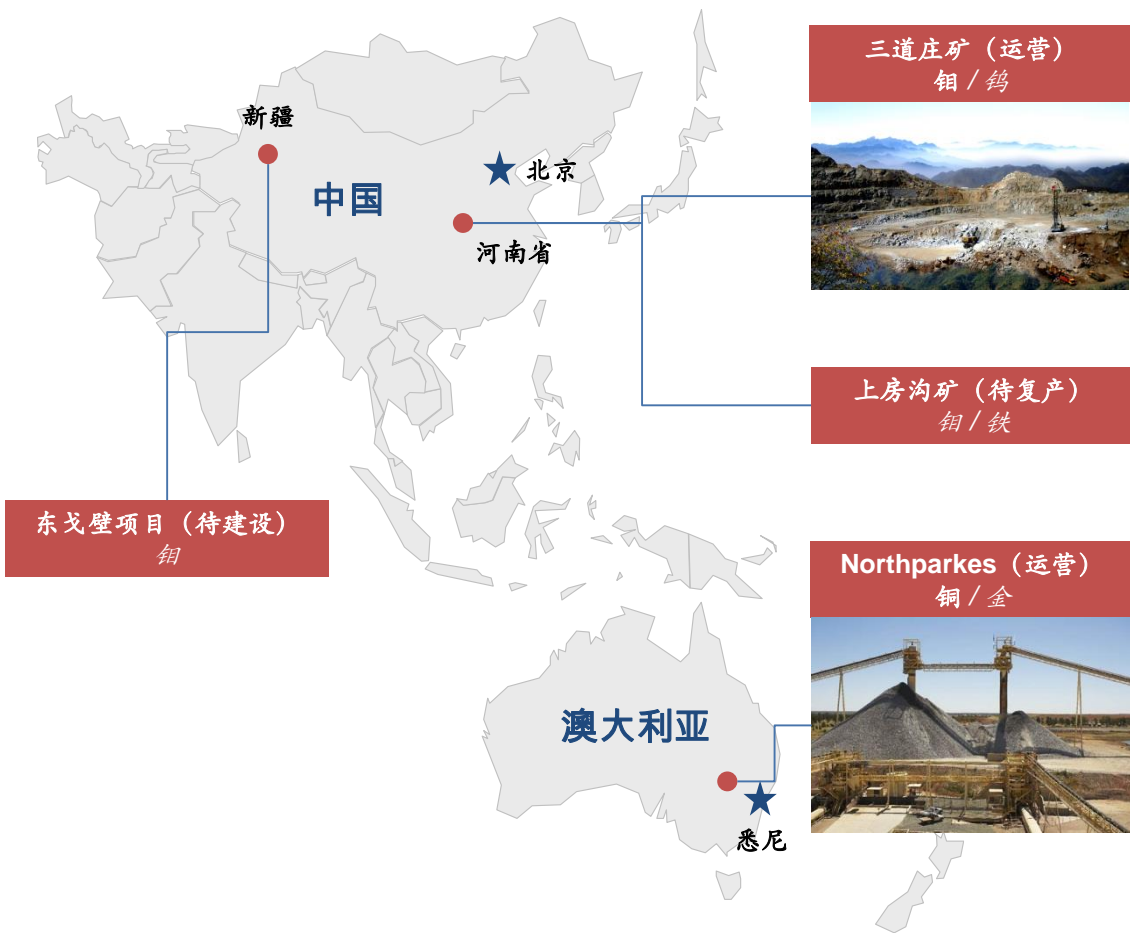 三道庄矿（运营）
钼 / 钨
新疆
北京
中国
河南省
上房沟矿（待复产）
钼 / 铁
东戈壁项目（待建设）
钼
Northparkes（运营）
铜 / 金
澳大利亚
悉尼